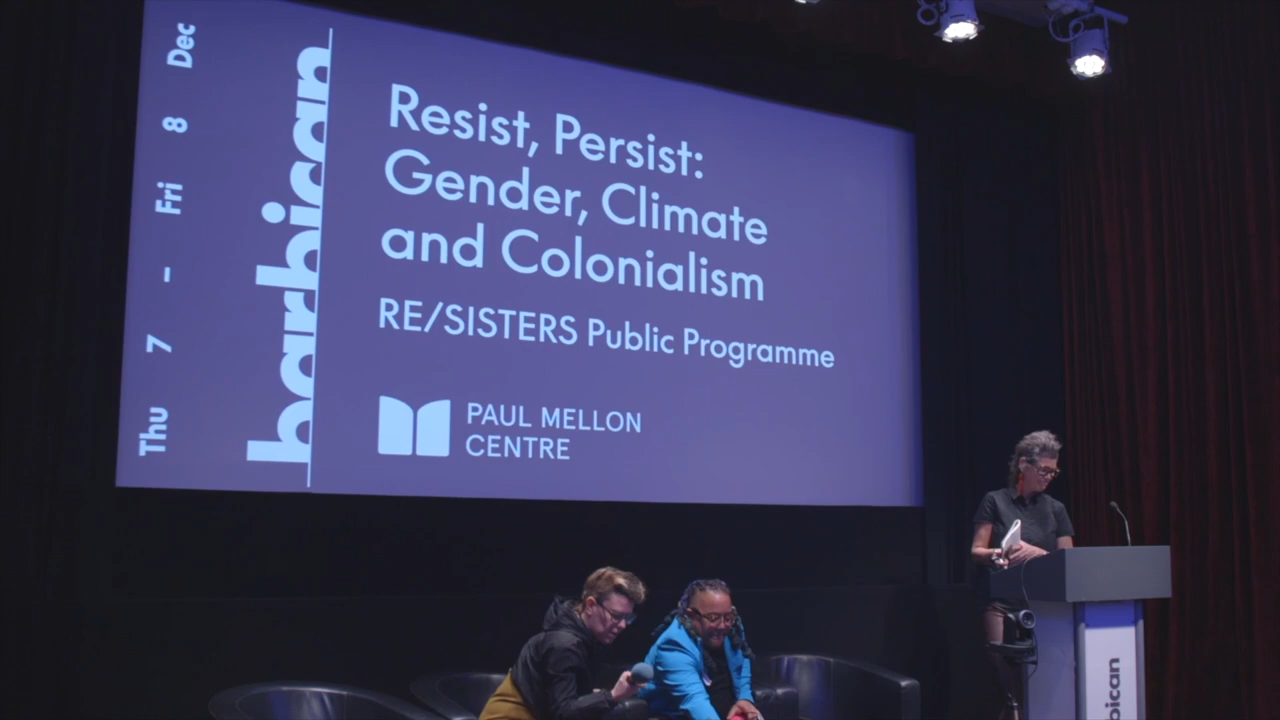 Thu 7 – Fri 8 Dec
barbican
Resist, Persist:
Gender, Climate
and Colonialism
RE/SISTERS Public Programme
PAUL MELLON
CENTRE
bican